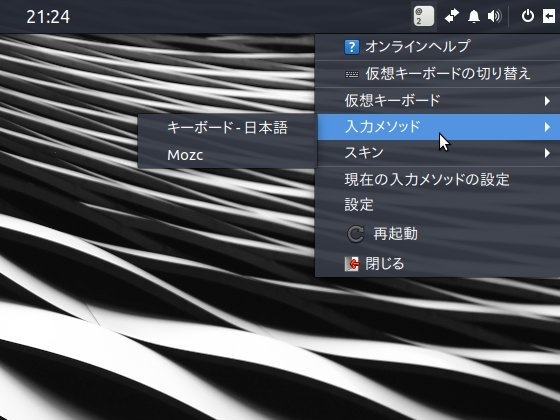 21:24
@
2
? オンラインヘルプ
仮想キーボードの切り替え
仮想キーボード
入力メソッド
キーボード - 日本語
Mozc
スキン
現在の入力メソッドの設定
設定
再起動
閉じる